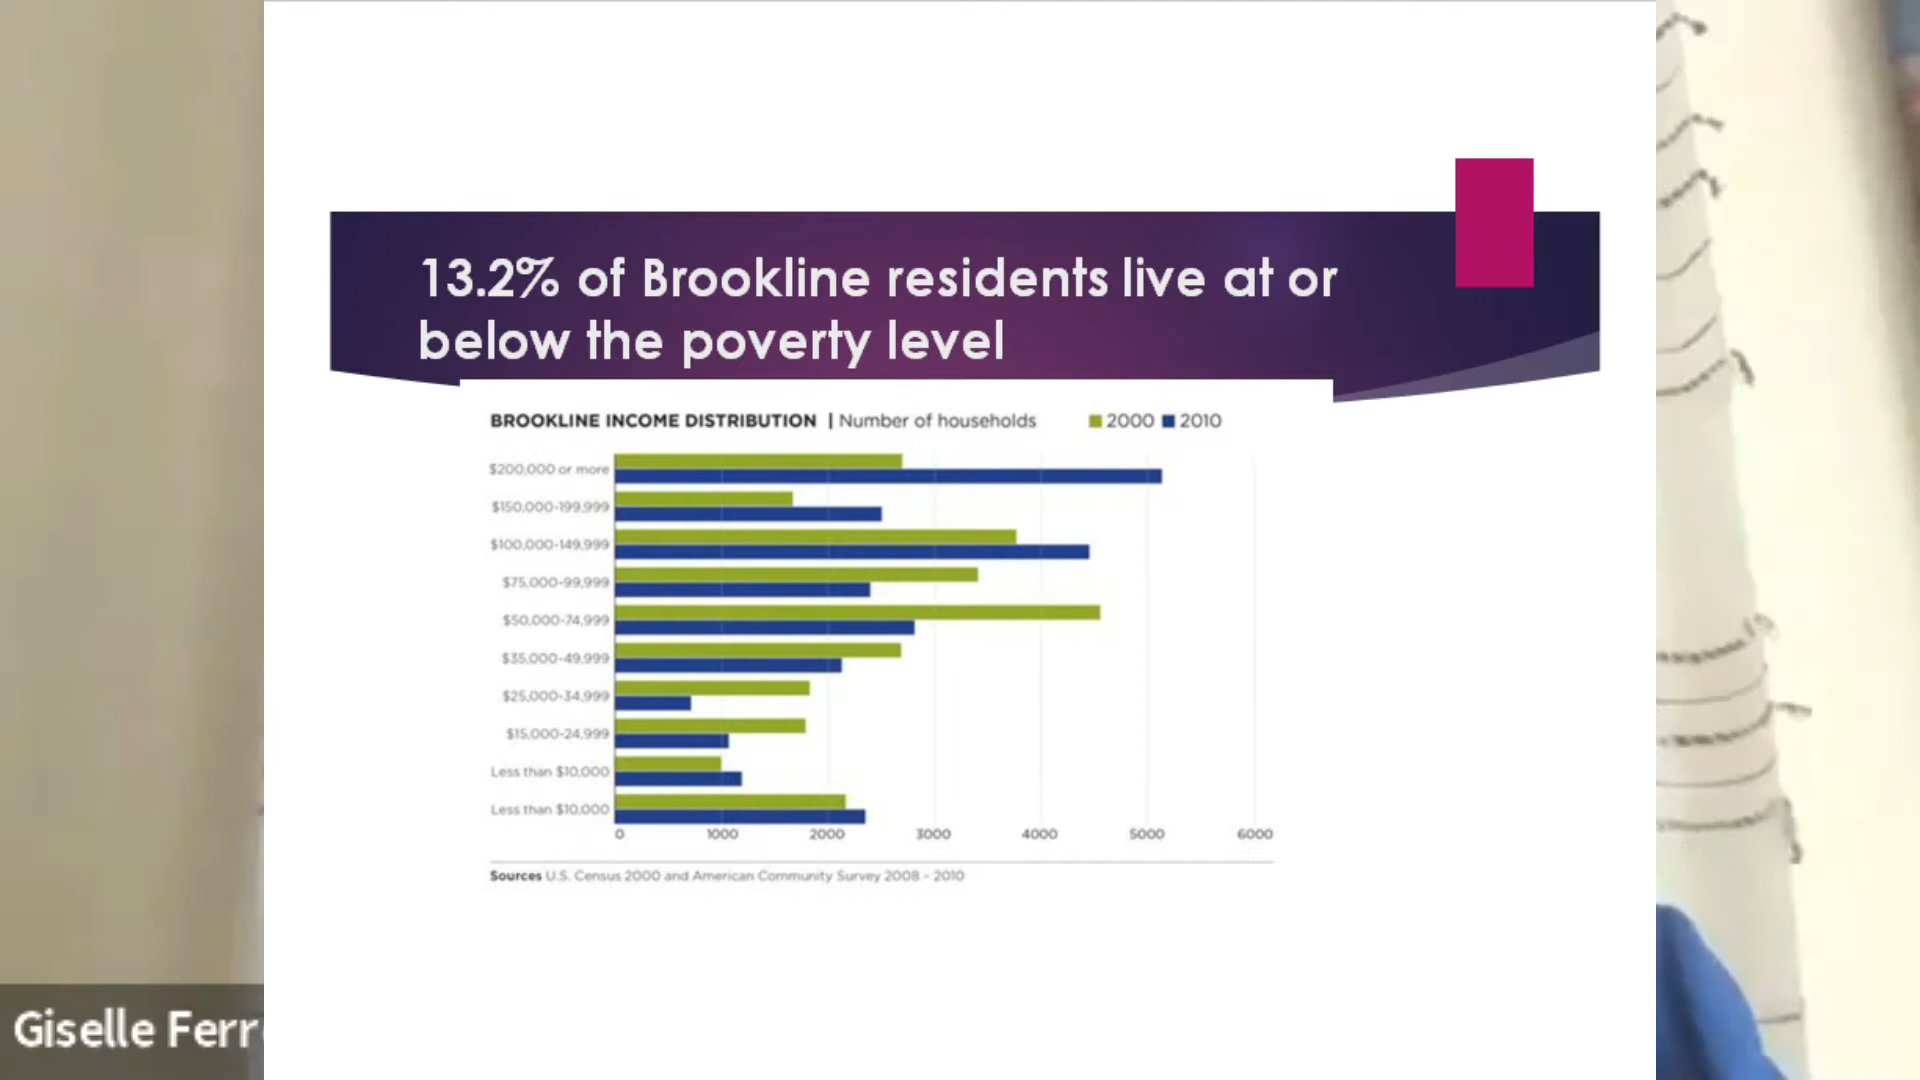 13.2% of Brookline residents live at or
below the poverty level
BROOKLINE INCOME DISTRIBUTION | Number of households 2000 2010
$200,000 or more
$150,000-199,999
$100,000-149,999
$75,000-99,999
$50,000-74,999
$35,000-49,999
$25,000-34,999
$15,000-24,999
Less than $10,000
Less than $10,000
0 1000 2000 3000 4000 5000 6000
Sources U.S. Census 2000 and American Community Survey 2008 - 2010
Giselle Ferr